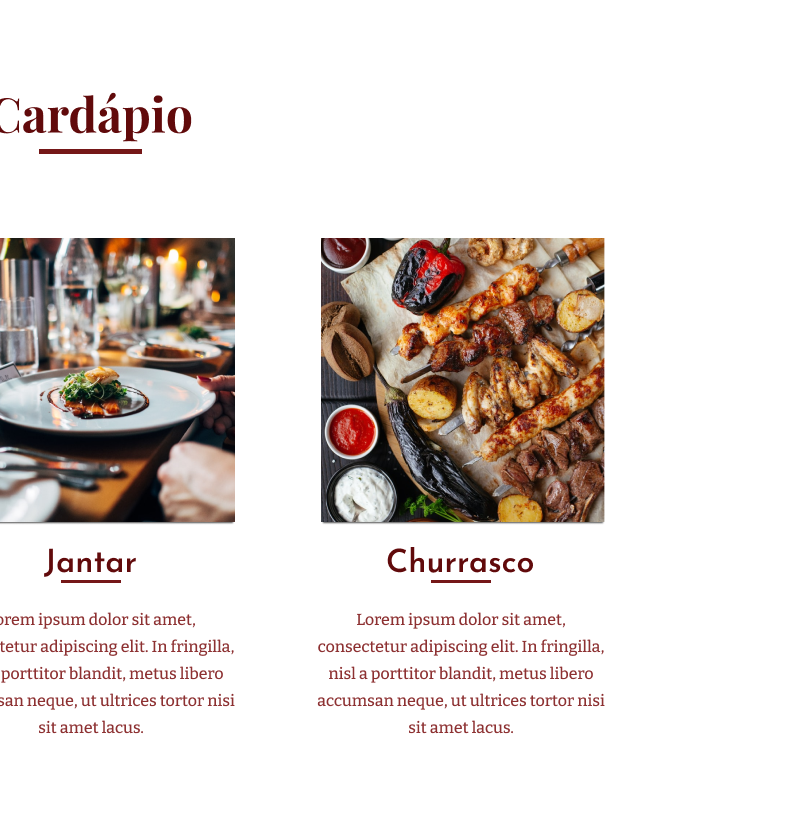 Cardápio
Jantar
orem ipsum dolor sit amet,
tetur adipiscing elit. In fringilla,
porttitor blandit, metus libero
san neque, ut ultrices tortor nisi
sit amet lacus.
Churrasco
Lorem ipsum dolor sit amet,
consectetur adipiscing elit. In fringilla,
nisl a porttitor blandit, metus libero
accumsan neque, ut ultrices tortor nisi
sit amet lacus.